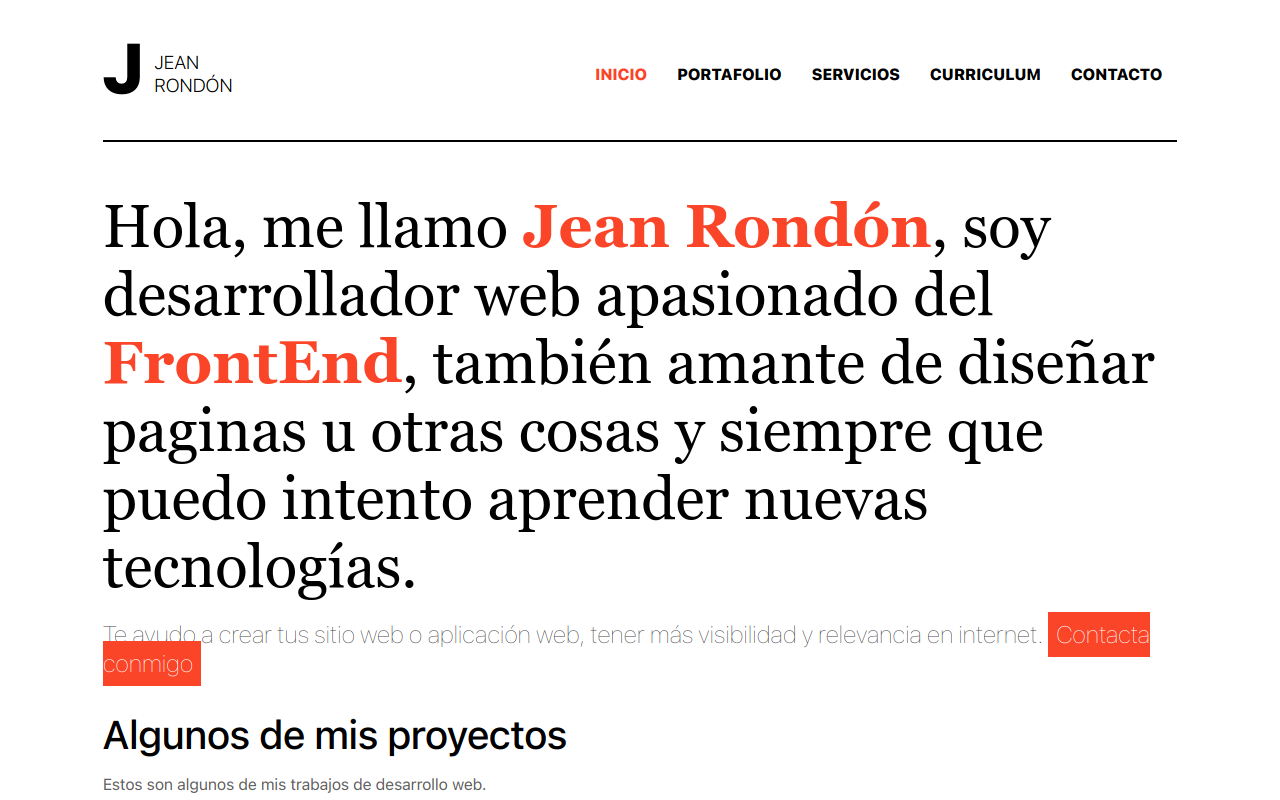 J JEAN
RONDÓN
INICIO PORTAFOLIO SERVICIOS CURRICULUM CONTACTO
Hola, me llamo Jean Rondón, soy
desarrollador web apasionado del
FrontEnd, también amante de diseñar
paginas u otras cosas y siempre que
puedo intento aprender nuevas
tecnologías.
Te ayudo a crear tus sitio web o aplicación web, tener más visibilidad y relevancia en internet. Contacta
conmigo
Algunos de mis proyectos
Estos son algunos de mis trabajos de desarrollo web.